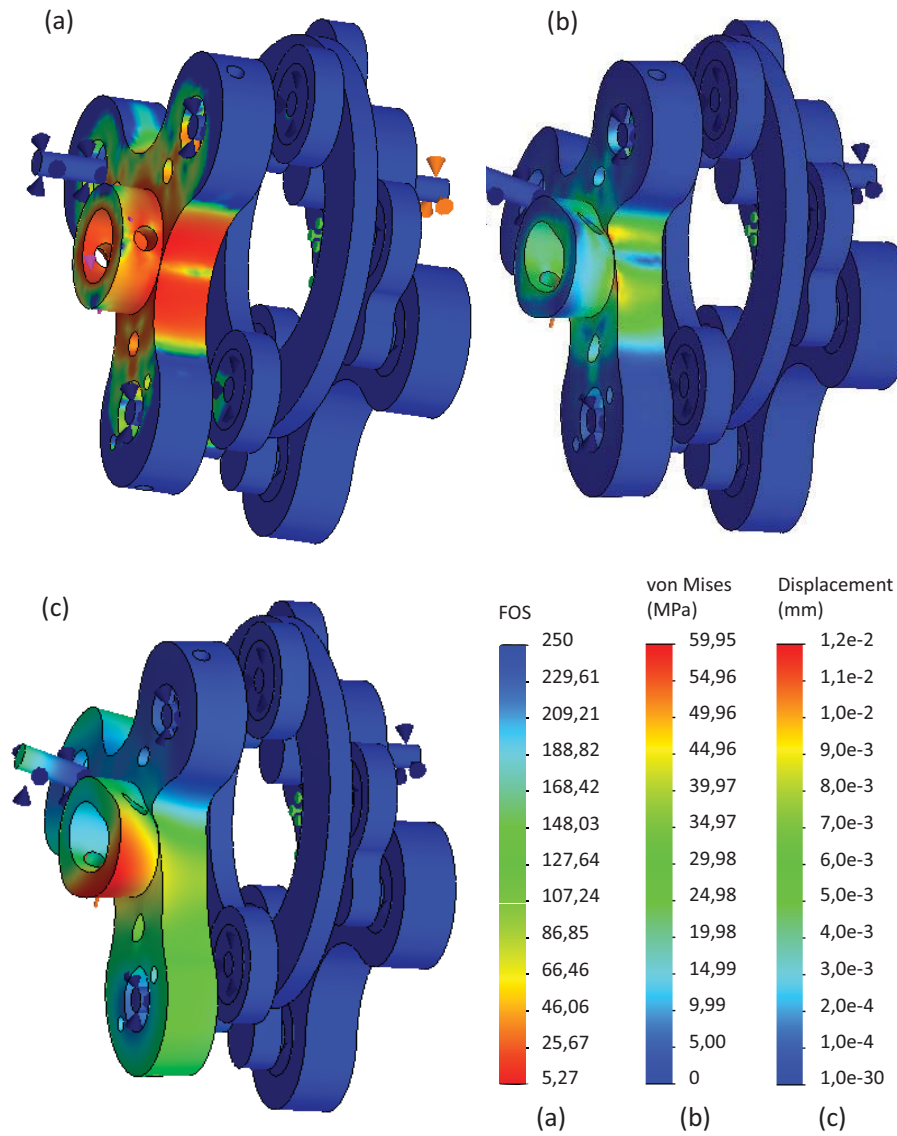 (a)
(b)
(c)
FOS
250
229,61
209,21
188,82
168,42
148,03
127,64
107,24
86,85
66,46
46,06
25,67
5,27
(a)
von Mises
(MPa)
59,95
54,96
49,96
44,96
34,97
39,97
29,98
24,98
19,98
14,99
9,99
5,00
0
(b)
Displacement
(mm)
1,2e-2
1,1e-2
1,0e-2
9,0e-3
8,0e-3
7,0e-3
6,0e-3
5,0e-3
4,0e-3
3,0e-3
2,0e-4
1,0e-4
1,0e-30
(c)